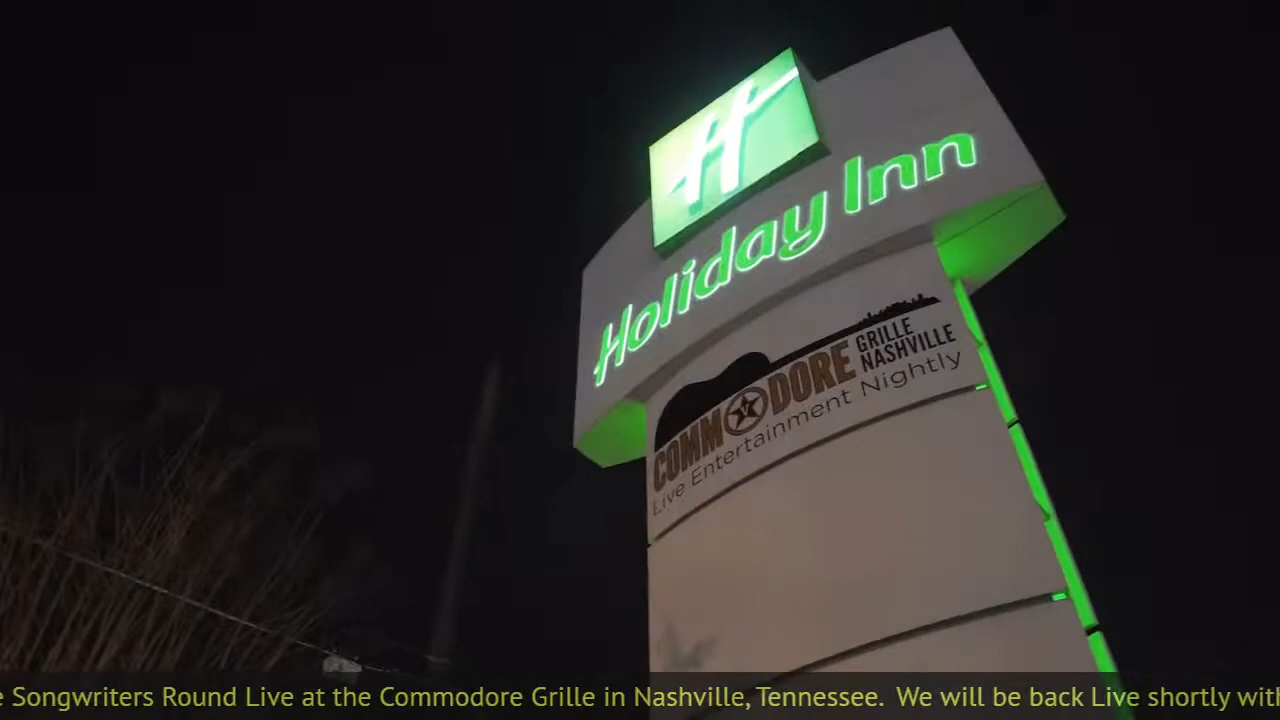 H
Holiday Inn
COMMODORE GRILLE NASHVILLE
Live Entertainment Nightly
e Songwriters Round Live at the Commodore Grille in Nashville, Tennessee. We will be back Live shortly with